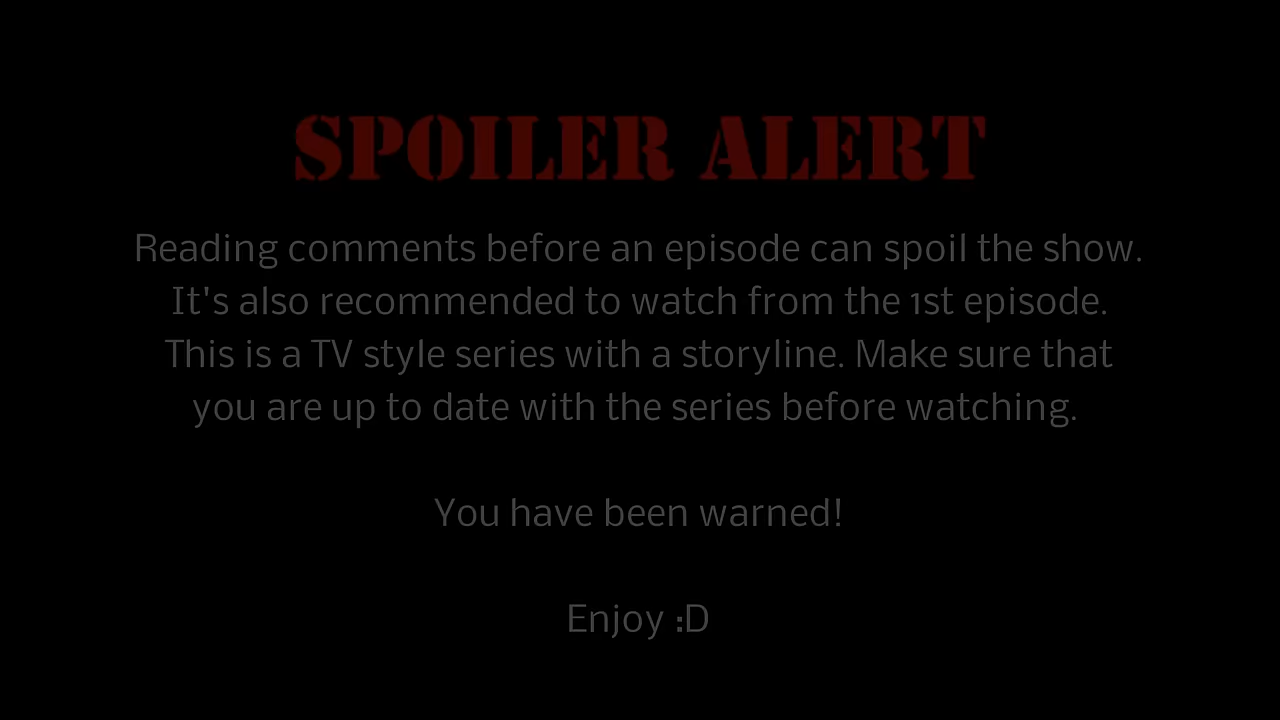 SPOILER ALERT
Reading comments before an episode can spoil the show.
It's also recommended to watch from the 1st episode.
This is a TV style series with a storyline. Make sure that
you are up to date with the series before watching.
You have been warned!
Enjoy :D